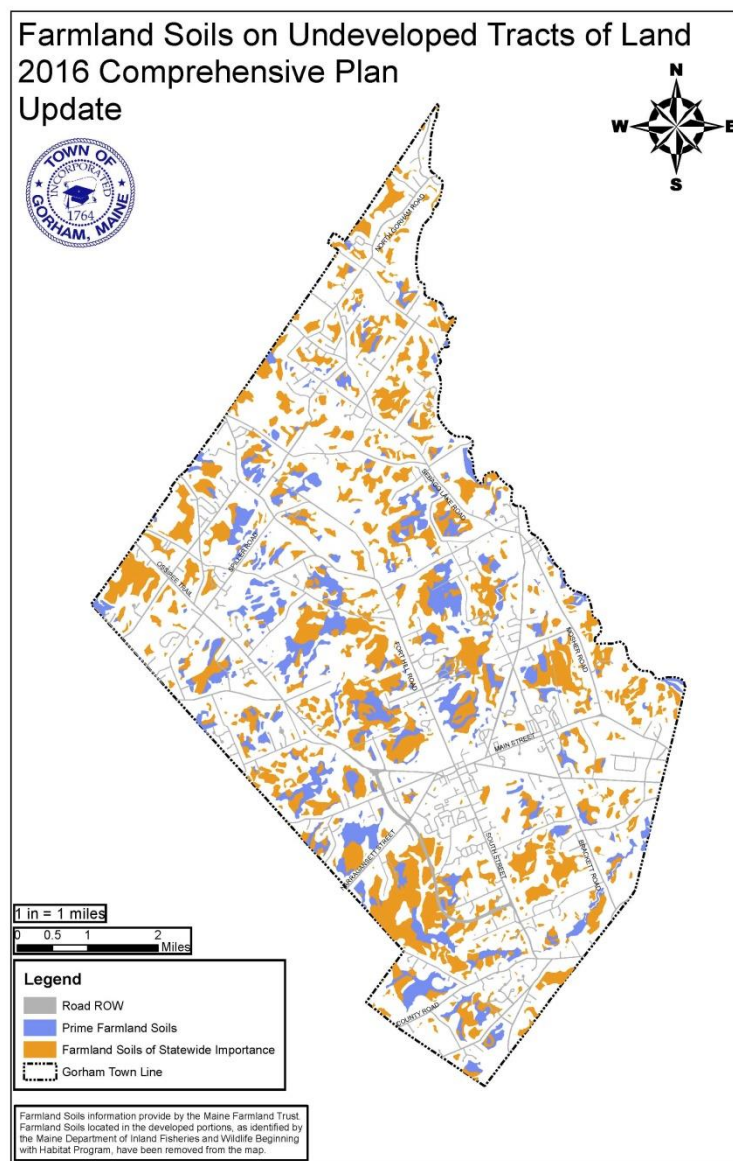 Farmland Soils on Undeveloped Tracts of Land
2016 Comprehensive Plan
Update
N
W
E
S
TOWN OF
INCORPORATED
1764
GORHAM, MAINE
NORTH GORHAM ROAD
SEBAGO LAKE ROAD
SPILLER ROAD
OSSIPEE TRAIL
MOSHER ROAD
FORT HILL ROAD
MAIN STREET
NARRAGANSETT STREET
SOUTH STREET
BRACKETT ROAD
COUNTY ROAD
1 in = 1 miles
0 0.5 1 2
Miles
Legend
Road ROW
Prime Farmland Soils
Farmland Soils of Statewide Importance
Gorham Town Line
Farmland Soils information provide by the Maine Farmland Trust.
Farmland Soils located in the developed portions, as identified by
the Maine Department of Inland Fisheries and Wildlife Beginning
with Habitat Program, have been removed from the map.